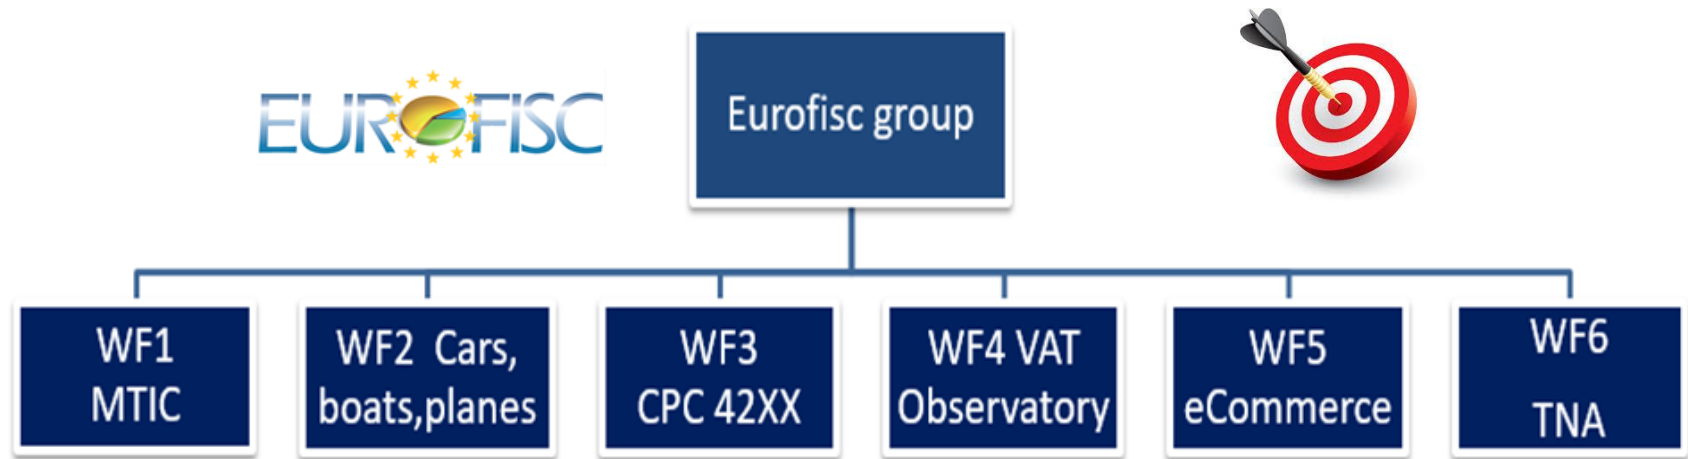 EUROFISC
Eurofisc group
WF1
MTIC
WF2 Cars,
boats,planes
WF3
CPC 42XX
WF4 VAT
Observatory
WF5
eCommerce
WF6
TNA